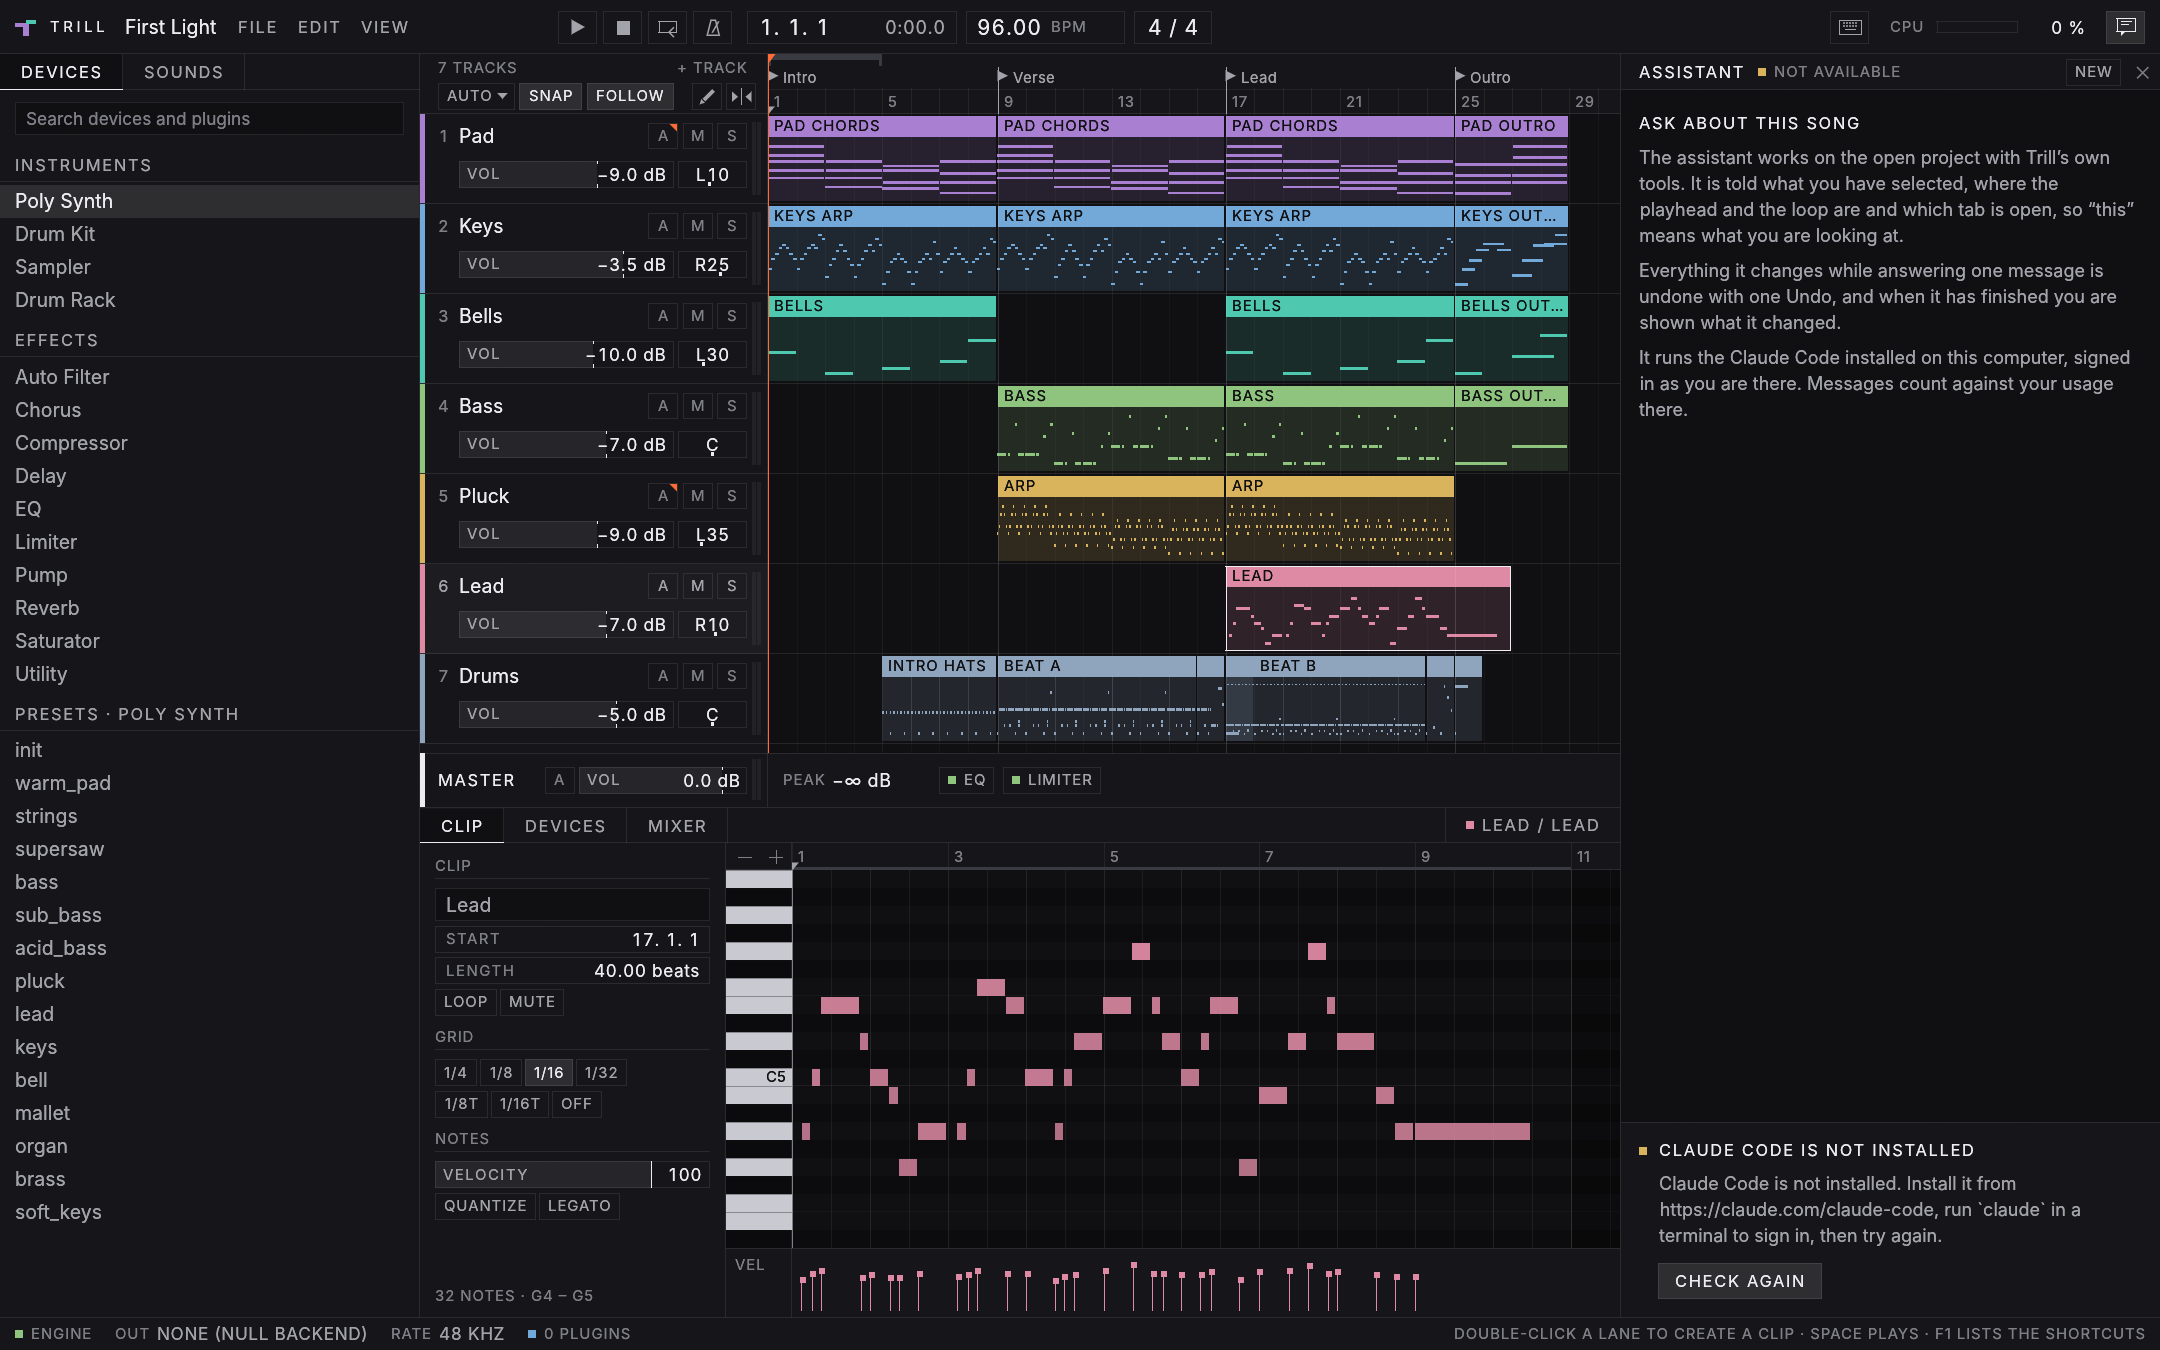 TRILL First Light FILE EDIT VIEW
1. 1. 1 0:00.0 96.00 BPM 4 / 4
CPU 0 %
DEVICES SOUNDS
Search devices and plugins
INSTRUMENTS
Poly Synth
Drum Kit
Sampler
Drum Rack
EFFECTS
Auto Filter
Chorus
Compressor
Delay
EQ
Limiter
Pump
Reverb
Saturator
Utility
PRESETS · POLY SYNTH
init
warm_pad
strings
supersaw
bass
sub_bass
acid_bass
pluck
lead
keys
bell
mallet
organ
brass
soft_keys
7 TRACKS + TRACK
AUTO SNAP FOLLOW
Intro Verse Lead Outro
1 5 9 13 17 21 25 29
1 Pad A M S
VOL −9.0 dB L10
PAD CHORDS PAD CHORDS PAD CHORDS PAD OUTRO
2 Keys A M S
VOL −3.5 dB R25
KEYS ARP KEYS ARP KEYS ARP KEYS OUT...
3 Bells A M S
VOL −10.0 dB L30
BELLS BELLS BELLS OUT...
4 Bass A M S
VOL −7.0 dB C
BASS BASS BASS OUT...
5 Pluck A M S
VOL −9.0 dB L35
ARP ARP
6 Lead A M S
VOL −7.0 dB R10
LEAD
7 Drums A M S
VOL −5.0 dB C
INTRO HATS BEAT A BEAT B
MASTER A VOL 0.0 dB PEAK −∞ dB EQ LIMITER
CLIP DEVICES MIXER LEAD / LEAD
CLIP
Lead
START 17. 1. 1
LENGTH 40.00 beats
LOOP MUTE
GRID
1/4 1/8 1/16 1/32
1/8T 1/16T OFF
NOTES
VELOCITY 100
QUANTIZE LEGATO
32 NOTES · G4 – G5
1 3 5 7 9 11
C5
VEL
ASSISTANT NOT AVAILABLE NEW
ASK ABOUT THIS SONG
The assistant works on the open project with Trill’s own
tools. It is told what you have selected, where the
playhead and the loop are and which tab is open, so “this”
means what you are looking at.
Everything it changes while answering one message is
undone with one Undo, and when it has finished you are
shown what it changed.
It runs the Claude Code installed on this computer, signed
in as you are there. Messages count against your usage
there.
CLAUDE CODE IS NOT INSTALLED
Claude Code is not installed. Install it from
https://claude.com/claude-code, run `claude` in a
terminal to sign in, then try again.
CHECK AGAIN
ENGINE OUT NONE (NULL BACKEND) RATE 48 KHZ 0 PLUGINS
DOUBLE-CLICK A LANE TO CREATE A CLIP · SPACE PLAYS · F1 LISTS THE SHORTCUTS